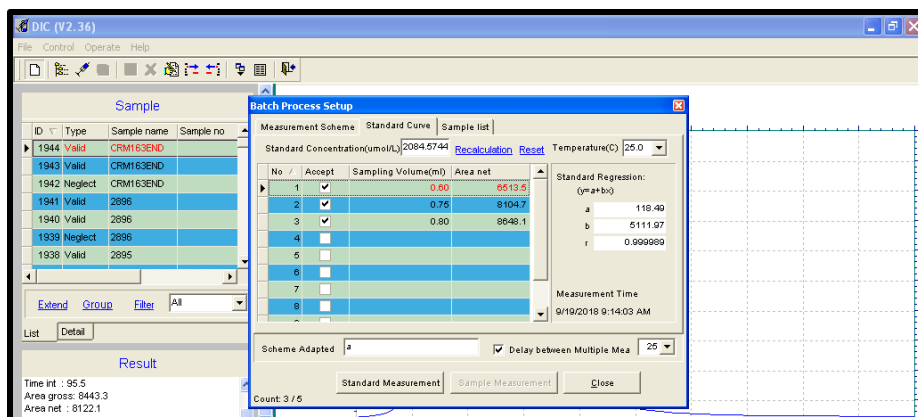 DIC (V2.36)
File Control Operate Help
Sample
ID Type Sample name Sample no
1944 Valid CRM163END
1943 Valid CRM163END
1942 Neglect CRM163END
1941 Valid 2896
1940 Valid 2896
1939 Neglect 2896
1938 Valid 2895
Extend Group Filter All
List Detail
Result
Time int : 95.5
Area gross: 8443.3
Area net : 8122.1
Batch Process Setup
Measurement Scheme Standard Curve Sample list
Standard Concentration(umol/L) 2084.5744 Recalculation Reset Temperature(C) 25.0
No / Accept Sampling Volume(ml) Area net
1 0.60 6513.5
2 0.75 8104.7
3 0.80 8648.1
4
5
6
7
8
Standard Regression:
(y=a+bx)
a 118.49
b 5111.97
r 0.999989
Measurement Time
9/19/2018 9:14:03 AM
Scheme Adapted a Delay between Multiple Mea 25
Standard Measurement Sample Measurement Close
Count: 3 / 5